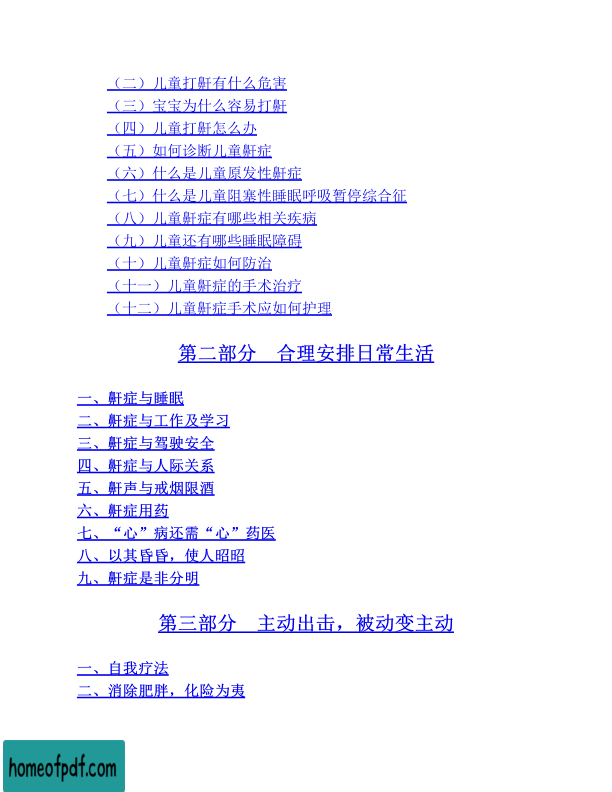 （二）儿童打鼾有什么危害
（三）宝宝为什么容易打鼾
（四）儿童打鼾怎么办
（五）如何诊断儿童鼾症
（六）什么是儿童原发性鼾症
（七）什么是儿童阻塞性睡眠呼吸暂停综合征
（八）儿童鼾症有哪些相关疾病
（九）儿童还有哪些睡眠障碍
（十）儿童鼾症如何防治
（十一）儿童鼾症的手术治疗
（十二）儿童鼾症手术应如何护理
第二部分　合理安排日常生活
一、鼾症与睡眠
二、鼾症与工作及学习
三、鼾症与驾驶安全
四、鼾症与人际关系
五、鼾声与戒烟限酒
六、鼾症用药
七、“心”病还需“心”药医
八、以其昏昏，使人昭昭
九、鼾症是非分明
第三部分　主动出击，被动变主动
一、自我疗法
二、消除肥胖，化险为夷
homeofpdf.com